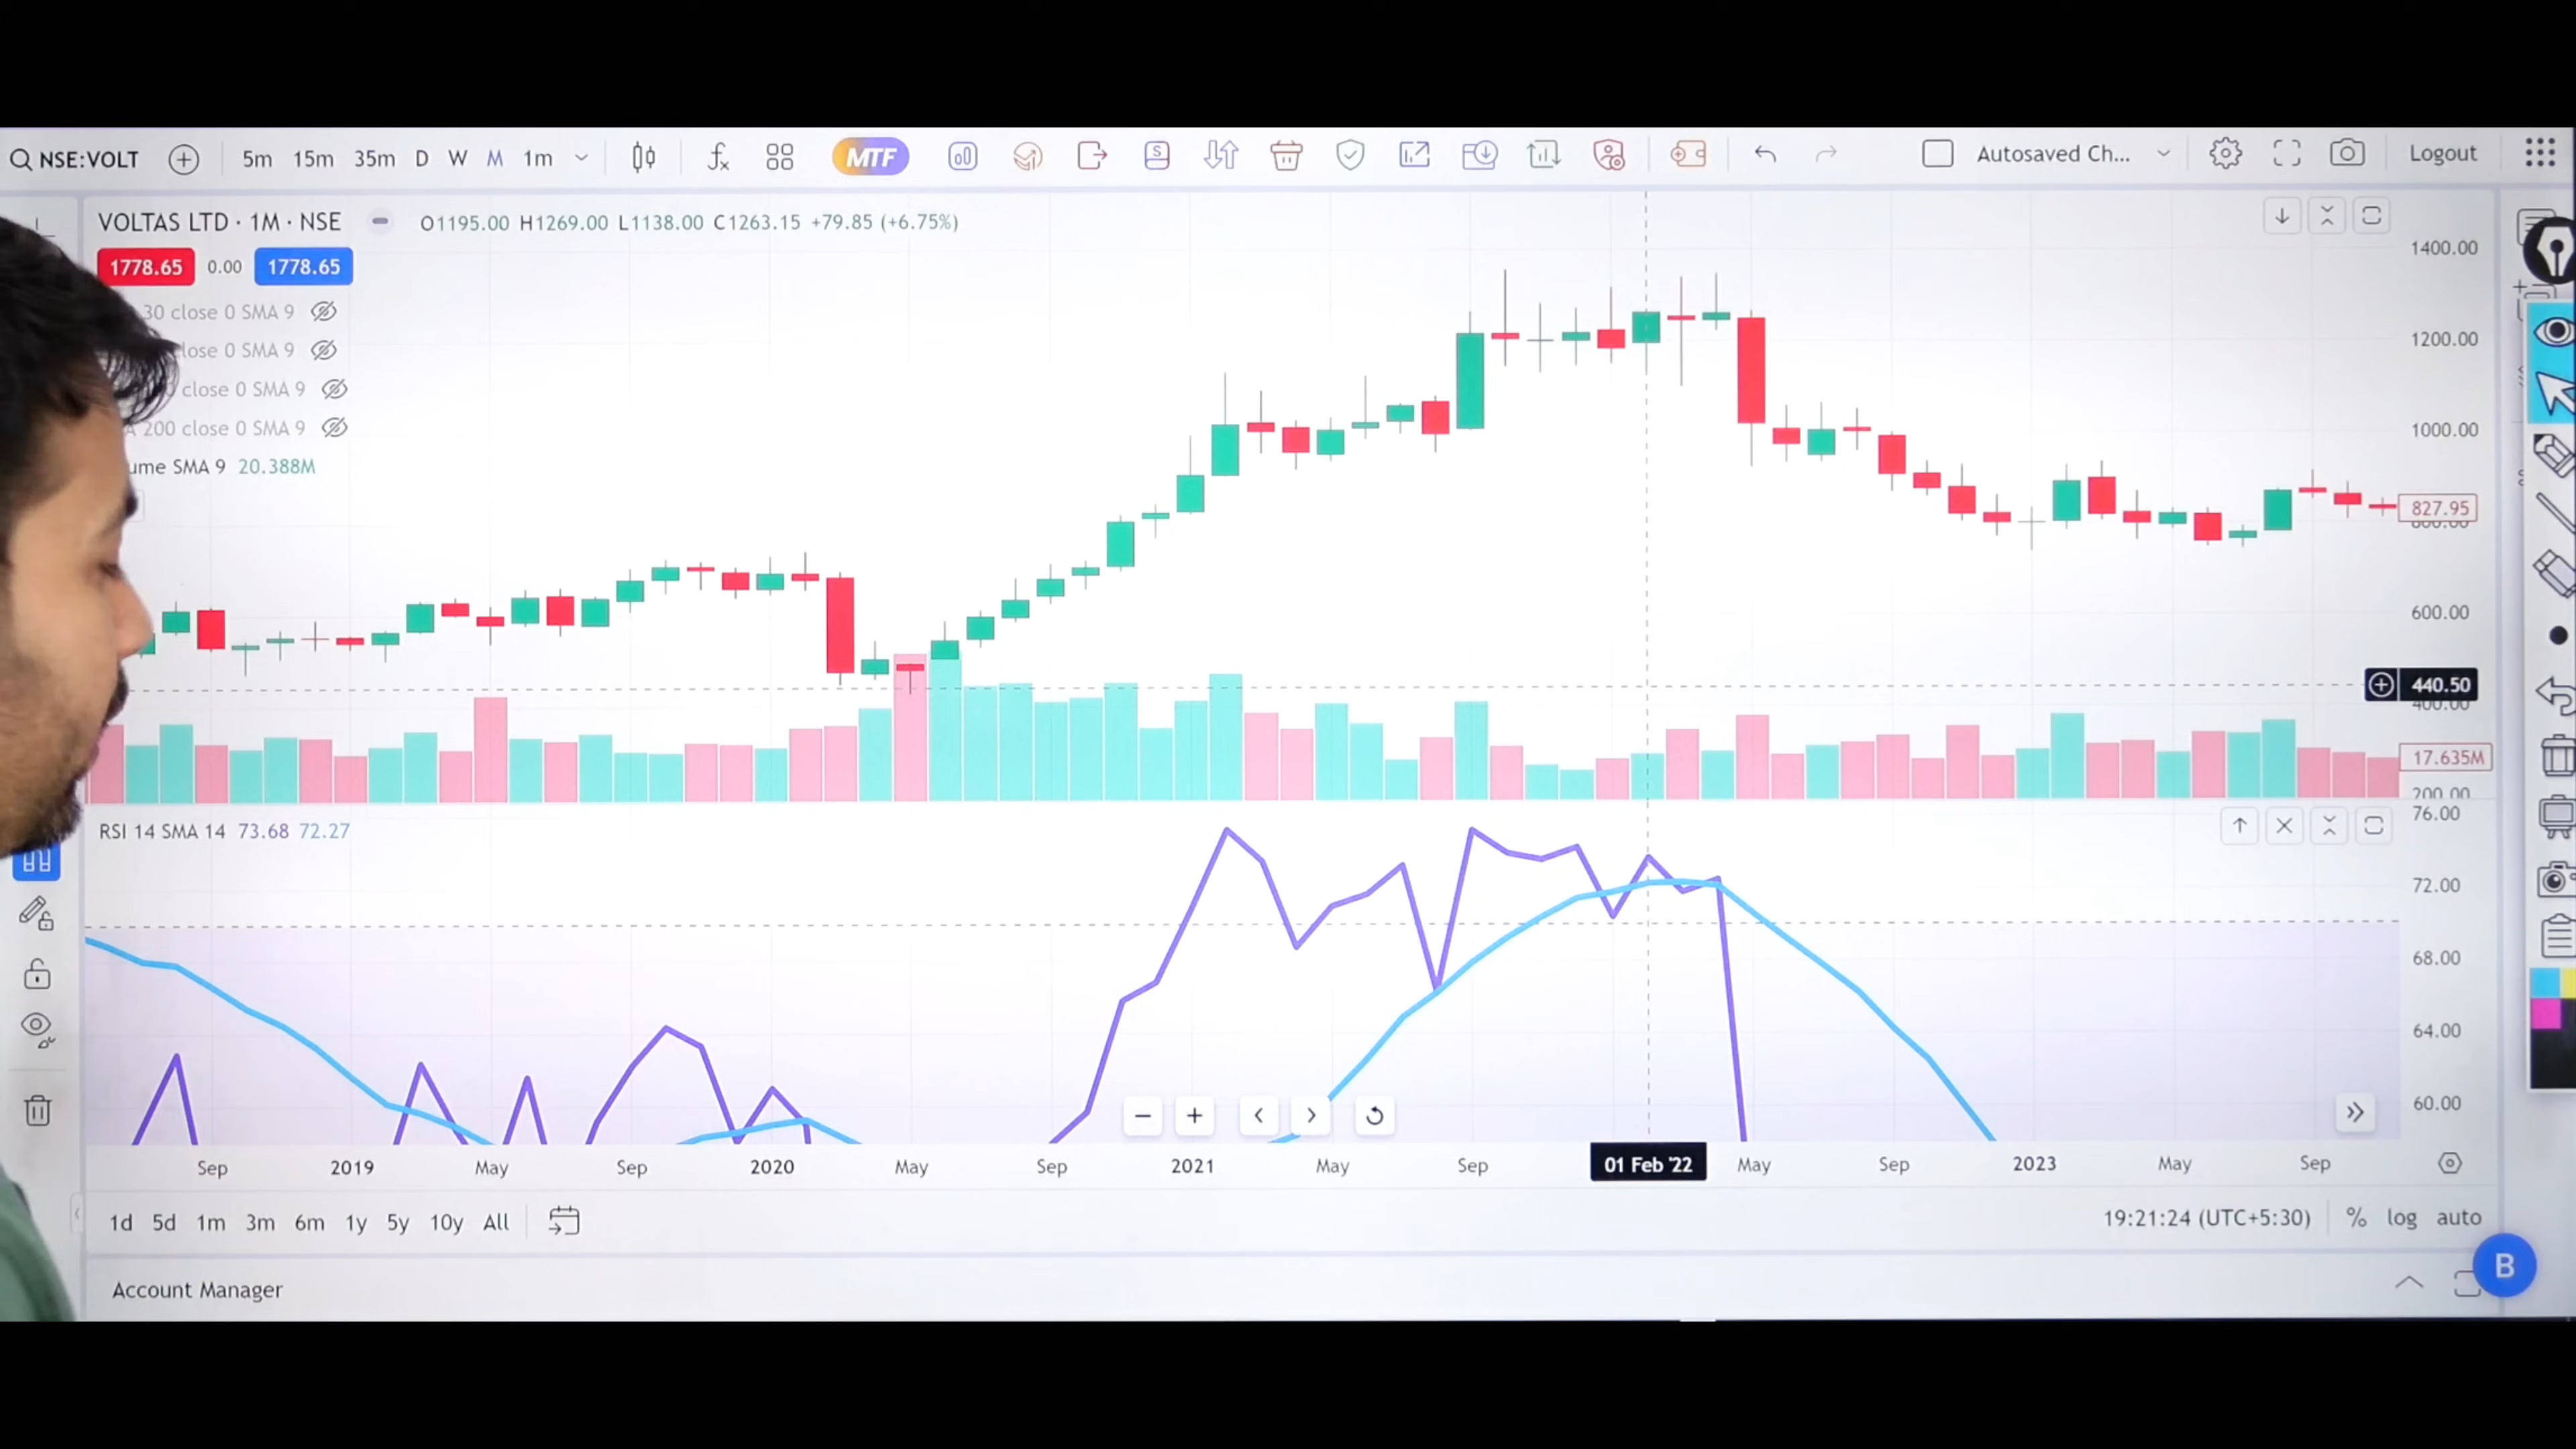 NSE:VOLT 5m 15m 35m D W M 1m MTF S Autosaved Ch... Logout
VOLTAS LTD · 1M · NSE O1195.00 H1269.00 L1138.00 C1263.15 +79.85 (+6.75%)
1778.65 0.00 1778.65
30 close 0 SMA 9
close 0 SMA 9
close 0 SMA 9
200 close 0 SMA 9
SMA 9 20.388M
1400.00
1200.00
1000.00
827.95
800.00
600.00
440.50
400.00
17.635M
200.00
RSI 14 SMA 14 73.68 72.27
76.00
72.00
68.00
64.00
60.00
Sep 2019 May Sep 2020 May Sep 2021 May Sep 01 Feb '22 May Sep 2023 May Sep
1d 5d 1m 3m 6m 1y 5y 10y All
19:21:24 (UTC+5:30) % log auto
B
Account Manager